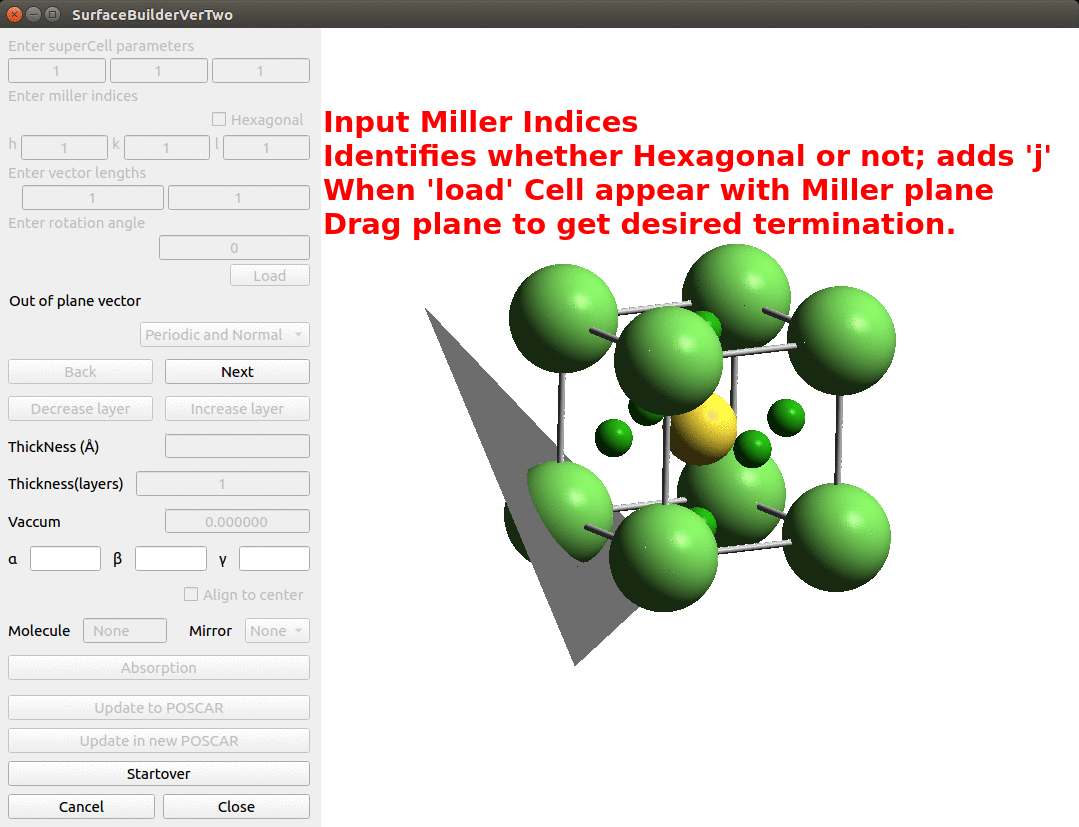 SurfaceBuilderVerTwo
Enter superCell parameters
1 1 1
Enter miller indices
Hexagonal
h 1 k 1 l 1
Enter vector lengths
1 1
Enter rotation angle
0
Load
Out of plane vector
Periodic and Normal
Back Next
Decrease layer Increase layer
ThickNess (Å)
Thickness(layers) 1
Vaccum 0.000000
α β γ
Align to center
Molecule None Mirror None
Absorption
Update to POSCAR
Update in new POSCAR
Startover
Cancel Close
Input Miller Indices
Identifies whether Hexagonal or not; adds 'j'
When 'load' Cell appear with Miller plane
Drag plane to get desired termination.